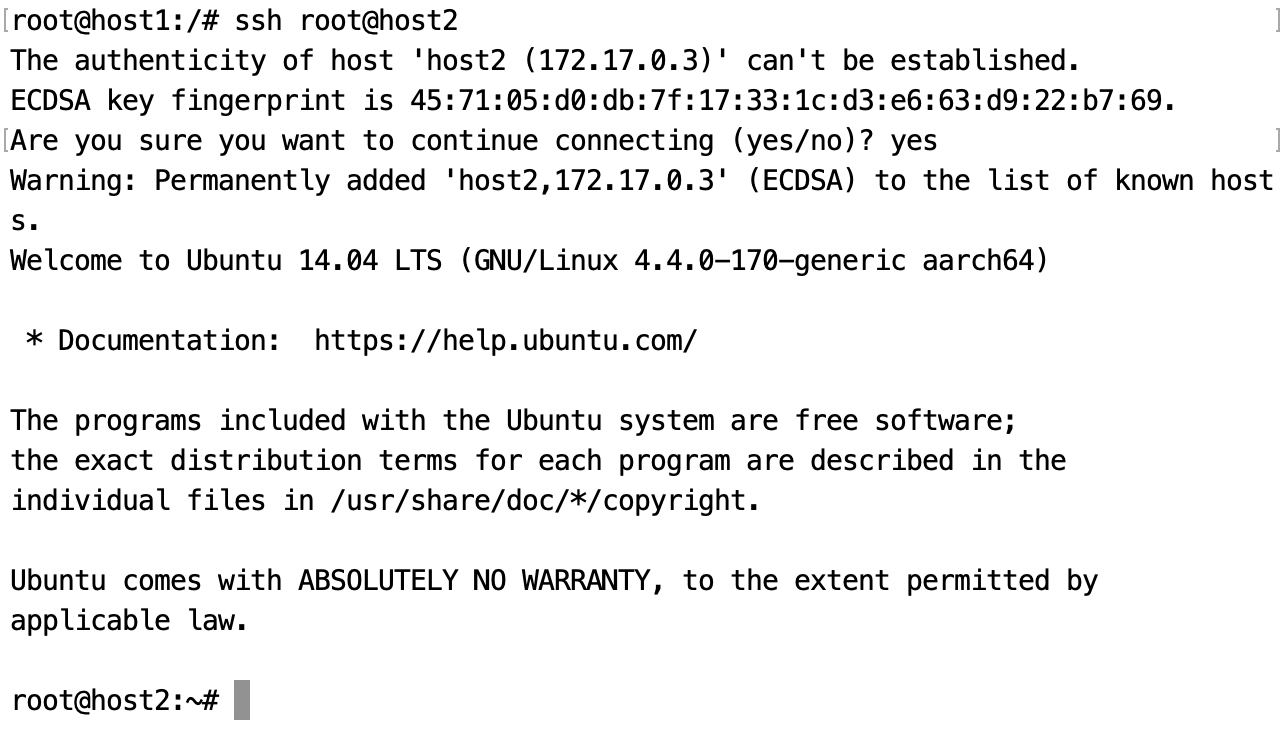 [root@host1:/# ssh root@host2 ]
The authenticity of host 'host2 (172.17.0.3)' can't be established.
ECDSA key fingerprint is 45:71:05:d0:db:7f:17:33:1c:d3:e6:63:d9:22:b7:69.
[Are you sure you want to continue connecting (yes/no)? yes ]
Warning: Permanently added 'host2,172.17.0.3' (ECDSA) to the list of known host
s.
Welcome to Ubuntu 14.04 LTS (GNU/Linux 4.4.0-170-generic aarch64)
 * Documentation:  https://help.ubuntu.com/
The programs included with the Ubuntu system are free software;
the exact distribution terms for each program are described in the
individual files in /usr/share/doc/*/copyright.
Ubuntu comes with ABSOLUTELY NO WARRANTY, to the extent permitted by
applicable law.
root@host2:~#